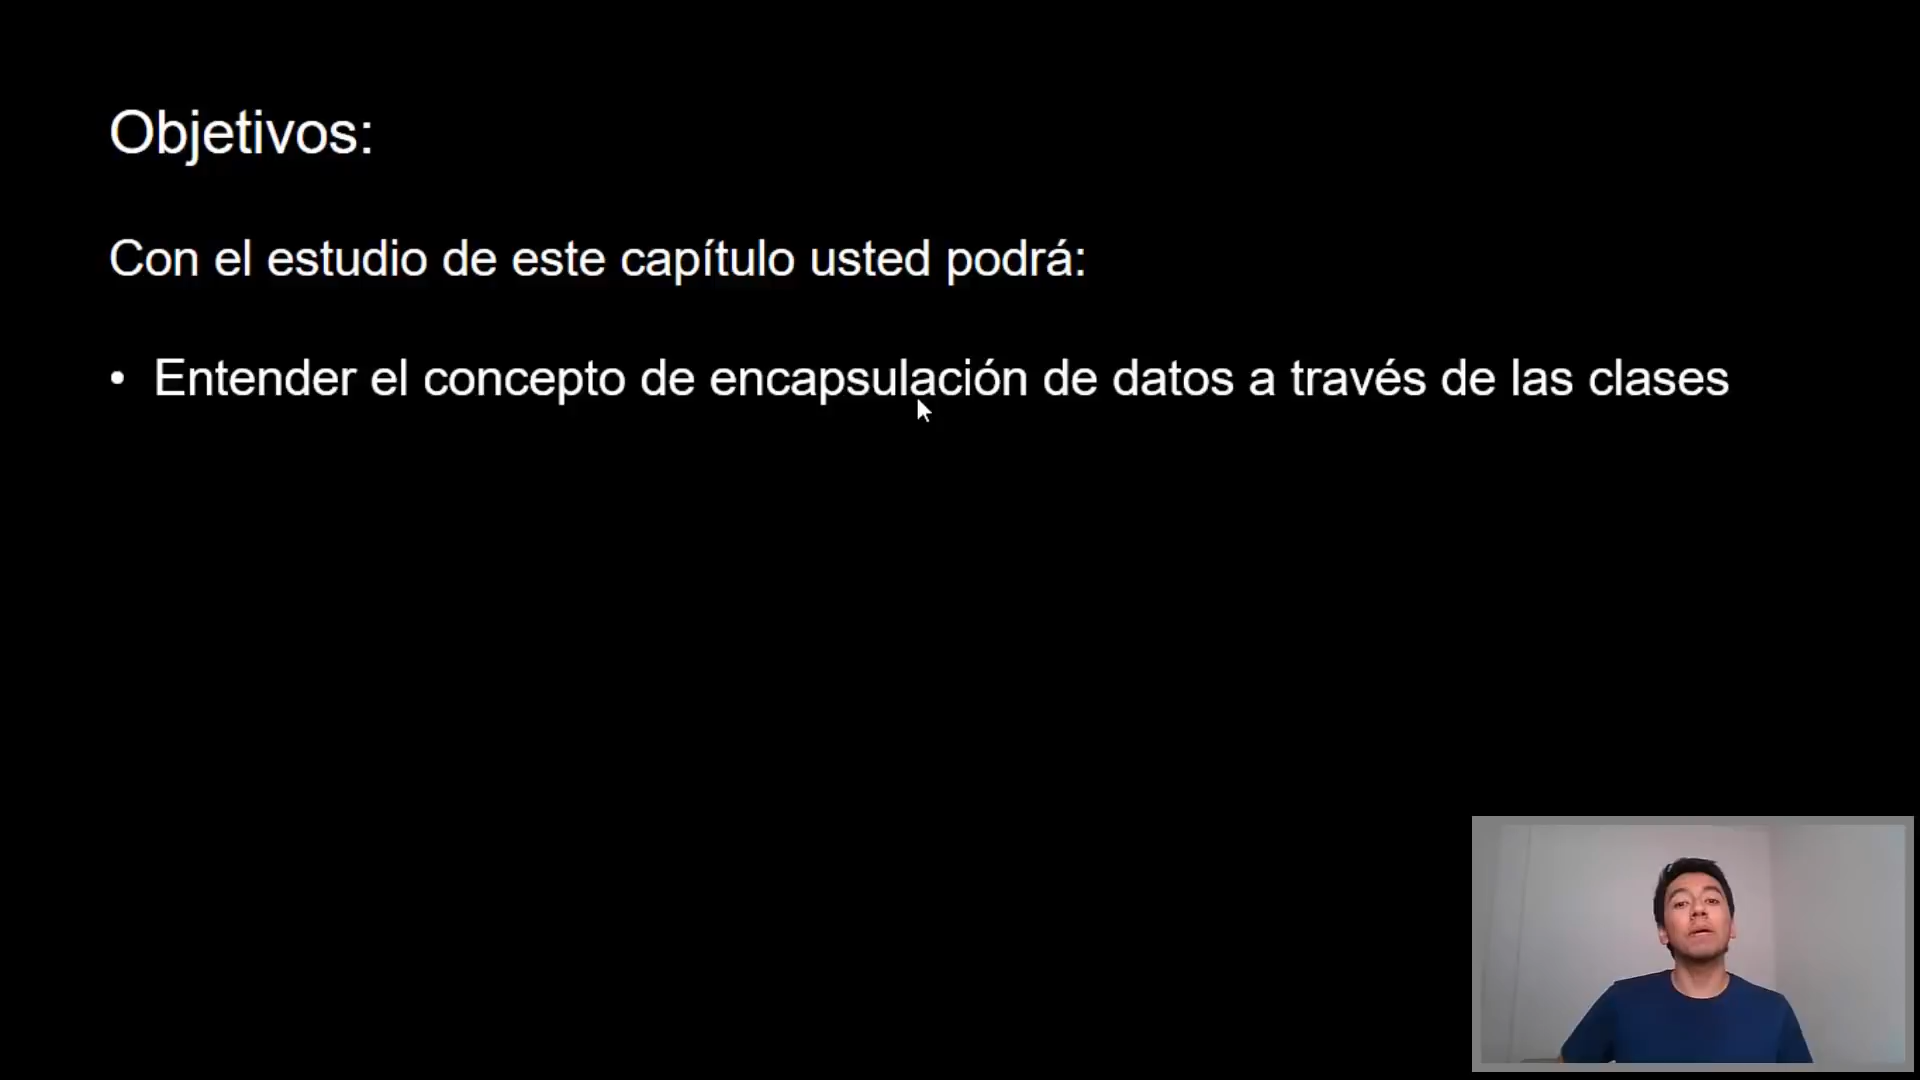 Objetivos:
Con el estudio de este capítulo usted podrá:
• Entender el concepto de encapsulación de datos a través de las clases